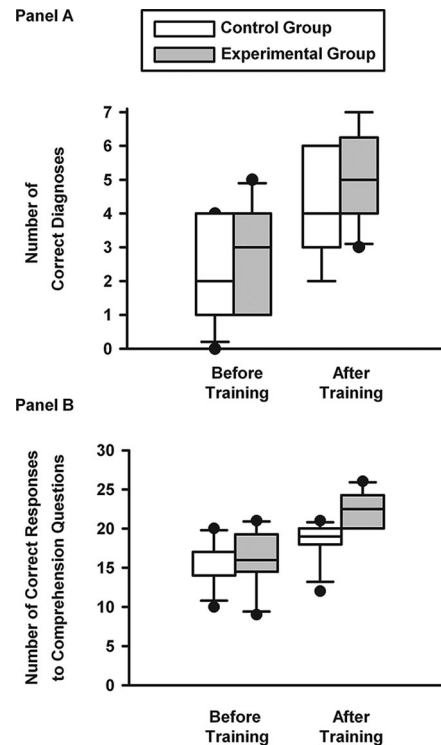 Panel A
Control Group
Experimental Group
Number of
Correct Diagnoses
7
6
5
4
3
2
1
0
Before
Training
After
Training
Panel B
Number of Correct Responses
to Comprehension Questions
30
25
20
15
10
5
0
Before
Training
After
Training